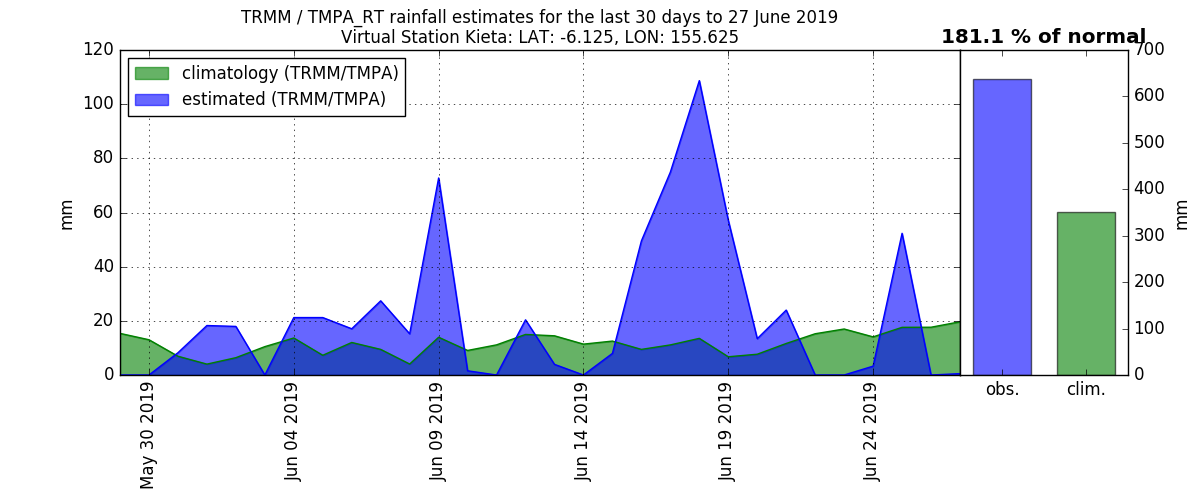 TRMM / TMPA_RT rainfall estimates for the last 30 days to 27 June 2019
Virtual Station Kieta: LAT: -6.125, LON: 155.625
181.1 % of normal
climatology (TRMM/TMPA)
estimated (TRMM/TMPA)
120
100
80
60
40
20
0
mm
May 30 2019
Jun 04 2019
Jun 09 2019
Jun 14 2019
Jun 19 2019
Jun 24 2019
700
600
500
400
300
200
100
0
mm
obs.
clim.